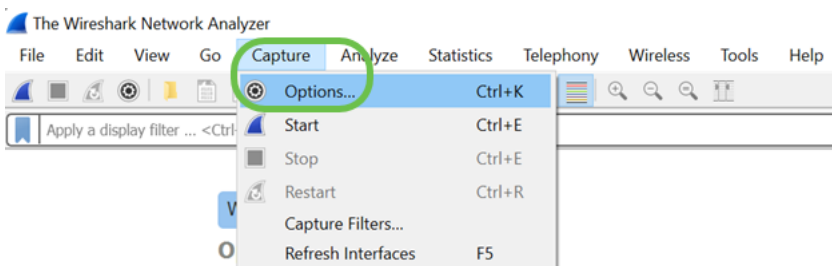 The Wireshark Network Analyzer
File Edit View Go Capture Analyze Statistics Telephony Wireless Tools Help
Options... Ctrl+K
Apply a display filter ... <Ctrl-
Start Ctrl+E
Stop Ctrl+E
Restart Ctrl+R
Capture Filters...
Refresh Interfaces F5